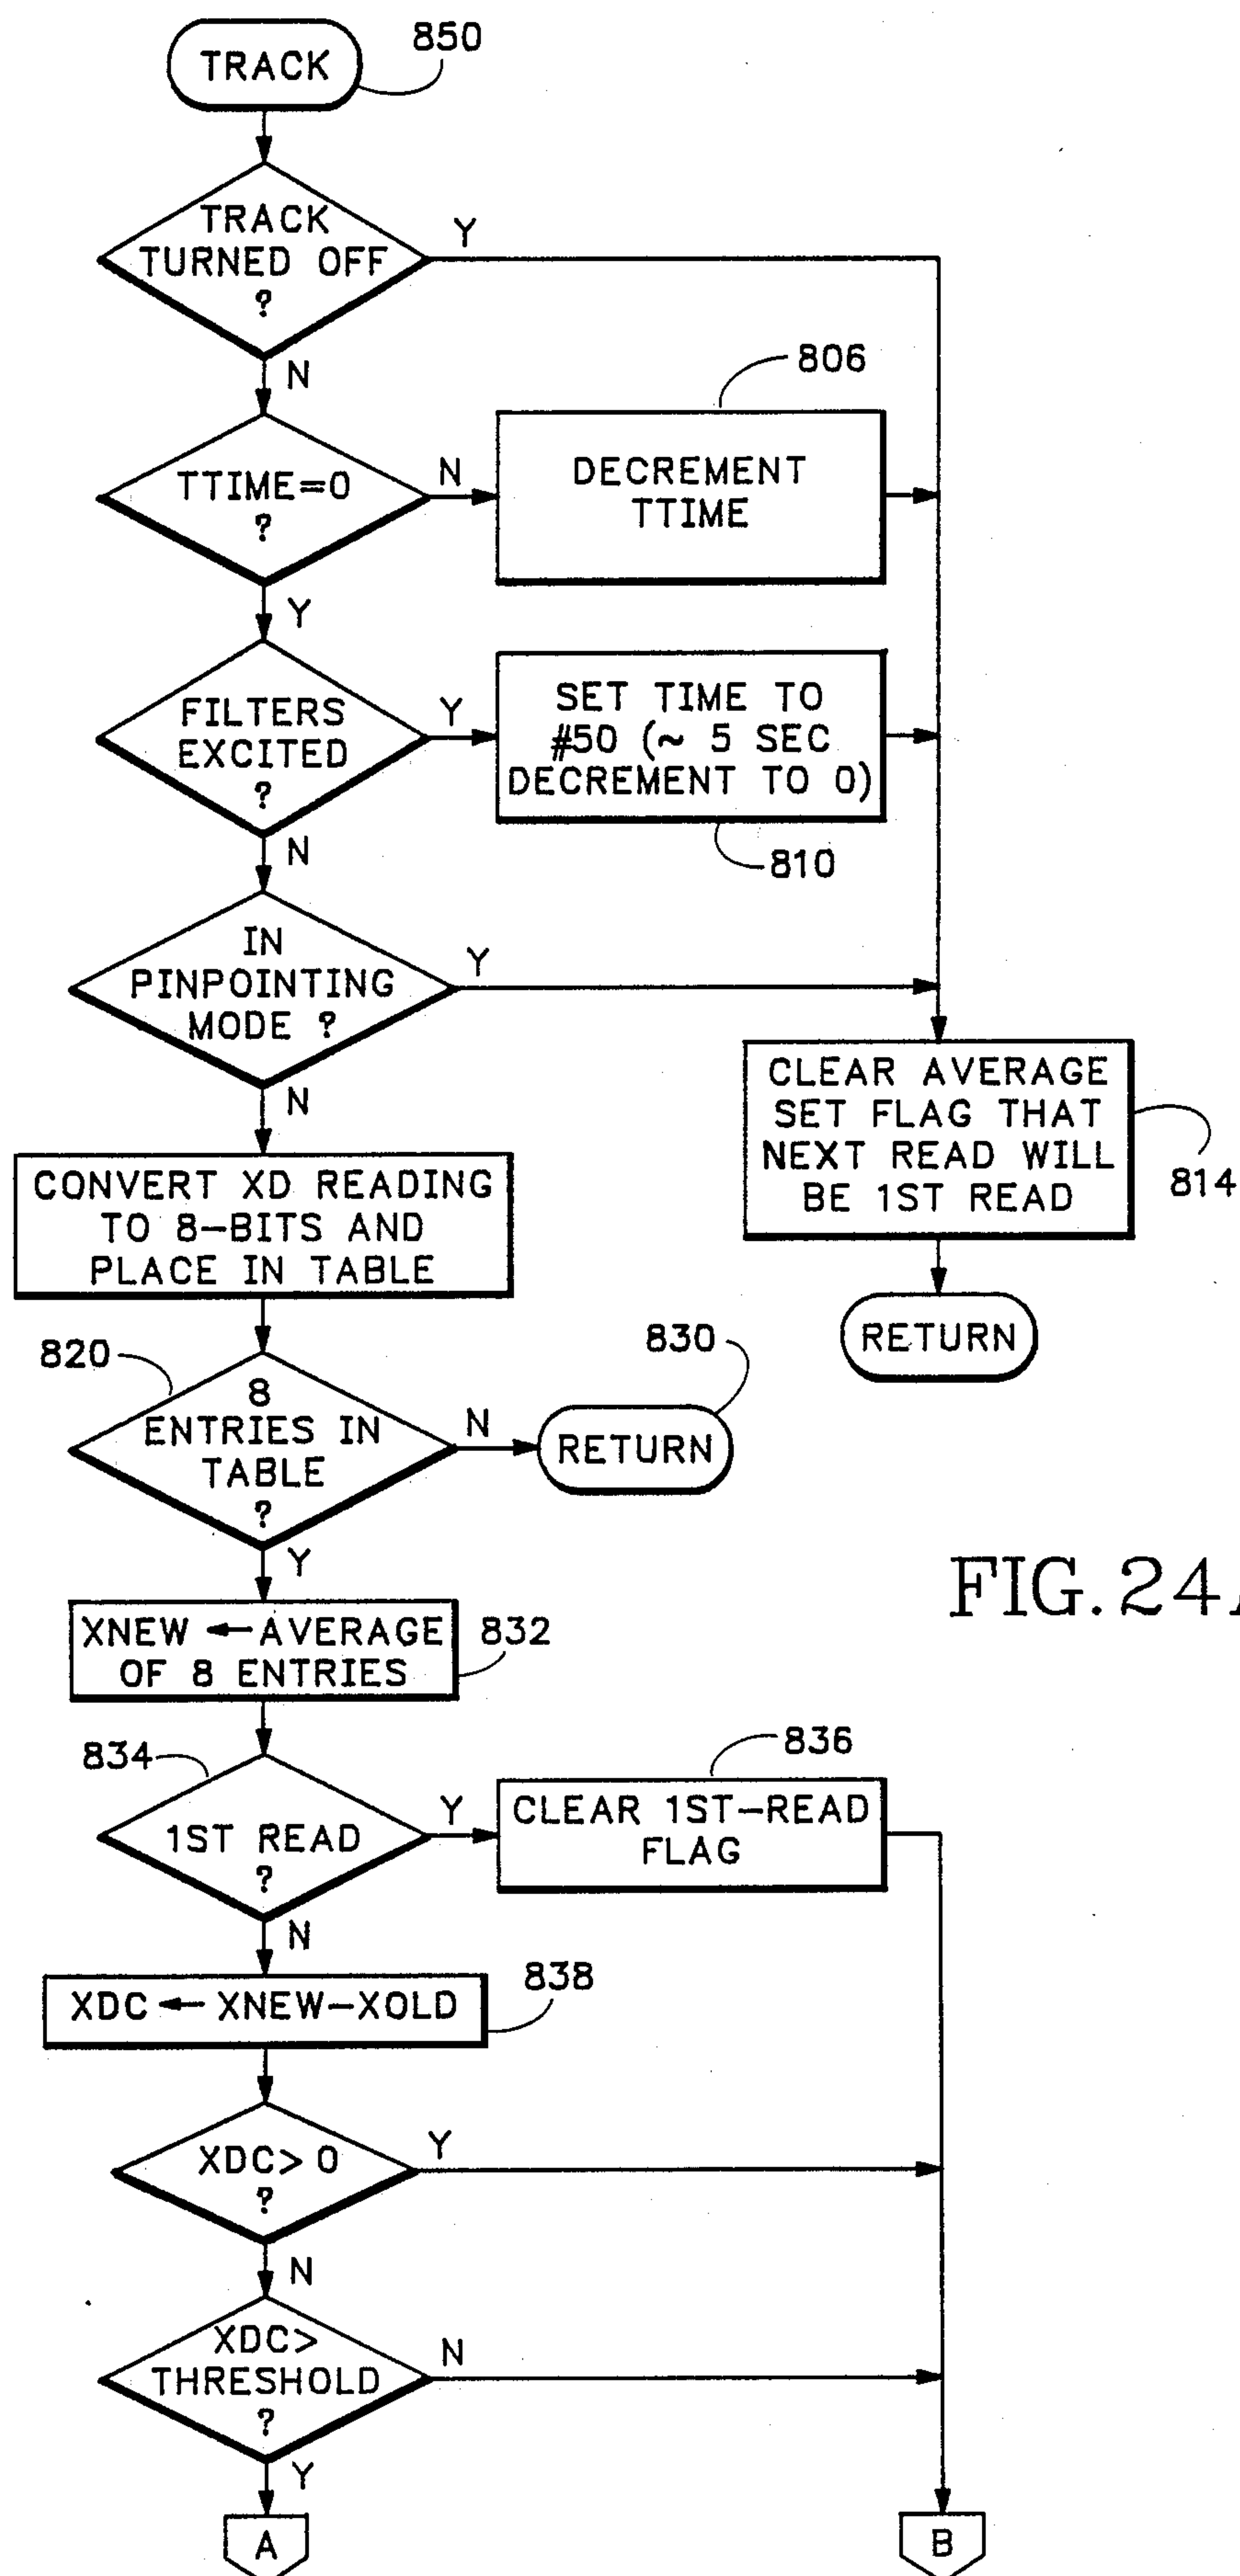 TRACK
850
TRACK
TURNED OFF
?
Y
N
806
TTIME=0
?
N
DECREMENT
TTIME
Y
FILTERS
EXCITED
?
Y
SET TIME TO
#50 (~ 5 SEC
DECREMENT TO 0)
810
N
IN
PINPOINTING
MODE ?
Y
N
CLEAR AVERAGE
SET FLAG THAT
NEXT READ WILL
BE 1ST READ
814
CONVERT XD READING
TO 8-BITS AND
PLACE IN TABLE
RETURN
820
8
ENTRIES IN
TABLE
?
N
830
RETURN
Y
FIG. 24A
XNEW ← AVERAGE
OF 8 ENTRIES
832
834
1ST READ
?
Y
836
CLEAR 1ST-READ
FLAG
N
XDC ← XNEW-XOLD
838
XDC> 0
?
Y
N
XDC>
THRESHOLD
?
N
Y
A
B